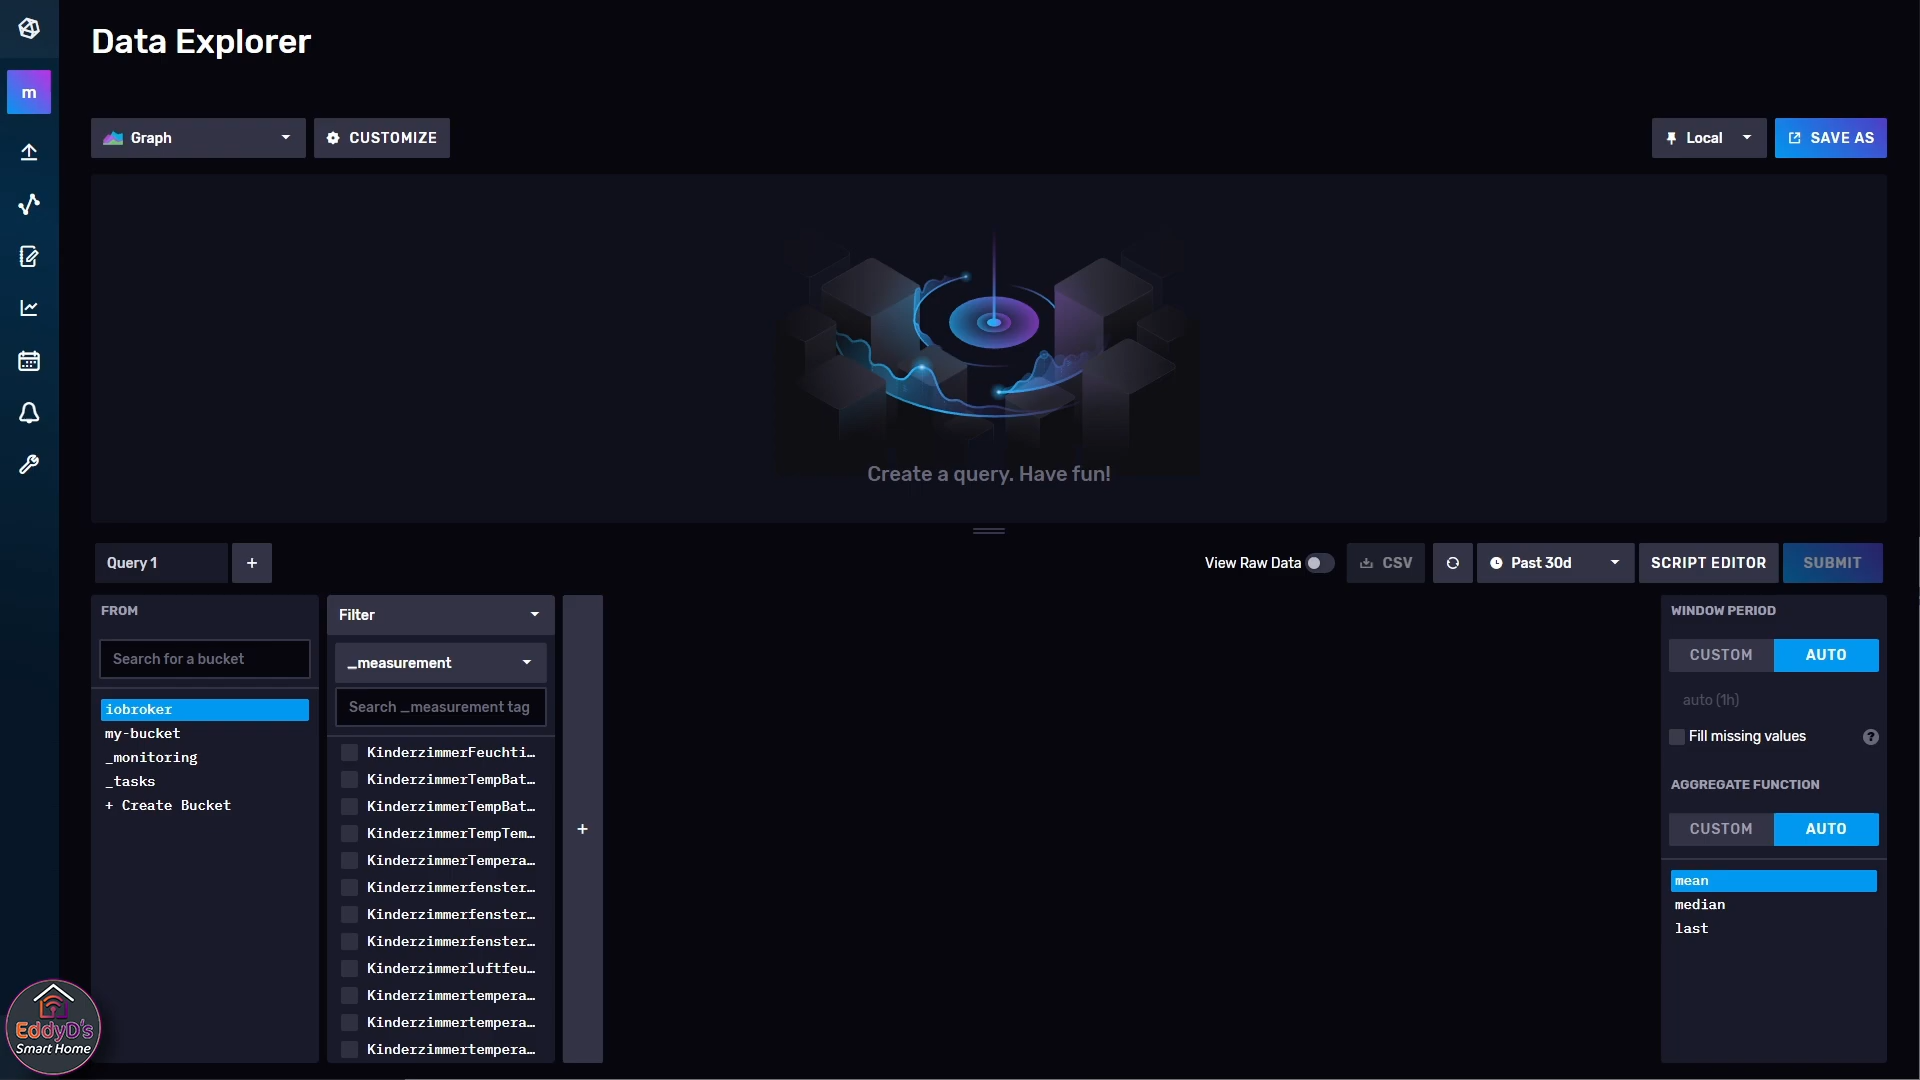 Data Explorer
m
Graph
CUSTOMIZE
Local
SAVE AS
Create a query. Have fun!
Query 1
+
View Raw Data
CSV
Past 30d
SCRIPT EDITOR
SUBMIT
FROM
Search for a bucket
iobroker
my-bucket
_monitoring
_tasks
+ Create Bucket
Filter
_measurement
Search _measurement tag
KinderzimmerFeuchti…
KinderzimmerTempBat…
KinderzimmerTempBat…
KinderzimmerTempTem…
KinderzimmerTempera…
Kinderzimmerfenster…
Kinderzimmerfenster…
Kinderzimmerfenster…
Kinderzimmerluftfeu…
Kinderzimmertempera…
Kinderzimmertempera…
Kinderzimmertempera…
+
WINDOW PERIOD
CUSTOM
AUTO
auto (1h)
Fill missing values
?
AGGREGATE FUNCTION
CUSTOM
AUTO
mean
median
last
EddyD's
Smart Home